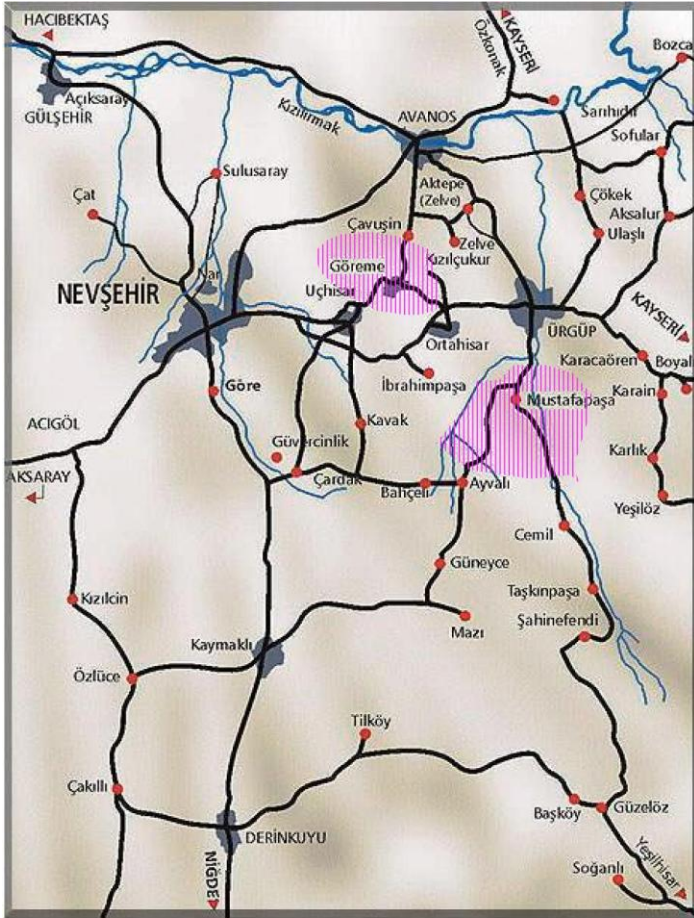 HACIBEKTAŞ
KAYSERİ
Özkonak
Bozca
Açıksaray
GÜLŞEHİR
Kızılırmak
AVANOS
Sarıhıdır
Sofular
Sulusaray
Aktepe
(Zelve)
Çat
Çökek
Aksalur
Çavuşin
Zelve
Ulaşlı
Kızılçukur
Göreme
Nar
NEVŞEHİR
Uçhisar
KAYSERİ
Ortahisar
ÜRGÜP
Karacaören
Boyalı
İbrahimpaşa
Göre
Mustafapaşa
Karain
ACIGÖL
Kavak
Güvercinlik
Karlık
AKSARAY
Çardak
Bahçeli
Ayvalı
Yeşilöz
Cemil
Güneyce
Taşkınpaşa
Kızılcin
Mazı
Şahinefendi
Kaymaklı
Özlüce
Tilköy
Çakıllı
Başköy
Güzelöz
DERİNKUYU
NİĞDE
Soğanlı
Yeşilhisar